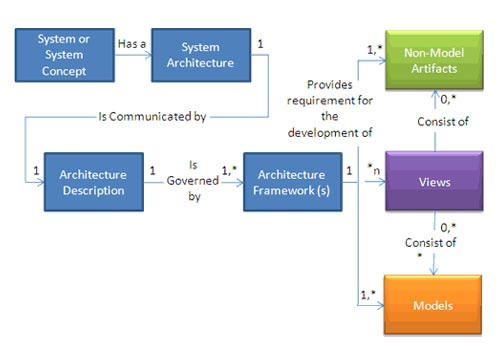 System or
System
Concept
Has a
System
Architecture
1
Is Communicated by
1
Architecture
Description
1
Is
Governed
by
1,*
Architecture
Framework (s)
1
Provides
requirement for
the
development of
1,*
Non-Model
Artifacts
0,*
Consist of
*n
Views
0,*
Consist of
*
1,*
Models